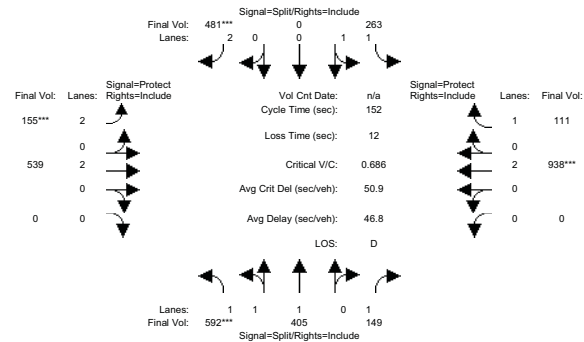 Signal=Split/Rights=Include
Final Vol: 481*** 0 263
Lanes: 2 0 0 1 1
Signal=Protect
Final Vol: Lanes: Rights=Include
Vol Cnt Date: n/a
Signal=Protect
Rights=Include Lanes: Final Vol:
Cycle Time (sec): 152
155*** 2
1 111
Loss Time (sec): 12
0
0
539 2
Critical V/C: 0.686
2 938***
0
Avg Crit Del (sec/veh): 50.9
0
0 0
Avg Delay (sec/veh): 46.8
0 0
LOS: D
Lanes: 1 1 1 0 1
Final Vol: 592*** 405 149
Signal=Split/Rights=Include